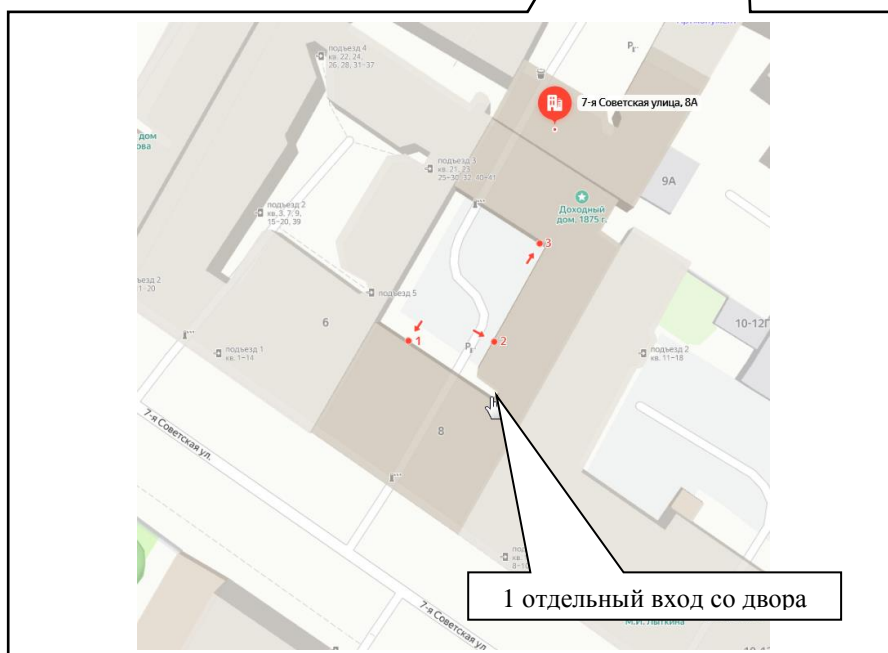 подъезд 4
кв. 22, 24,
26, 28, 31-37
7-я Советская улица, 8А
дом
подъезд 3
кв. 21, 23,
25-30, 32, 40-41
9А
Доходный
дом, 1875 г.
подъезд 2
кв. 3, 7, 9,
15-20, 39
3
подъезд 5
6
10-12
1
2
подъезд 1
кв. 1-14
подъезд 2
кв. 11-18
7-я Советская ул.
8
1 отдельный вход со двора
7-я Советская ул.
М.И. Лыткина